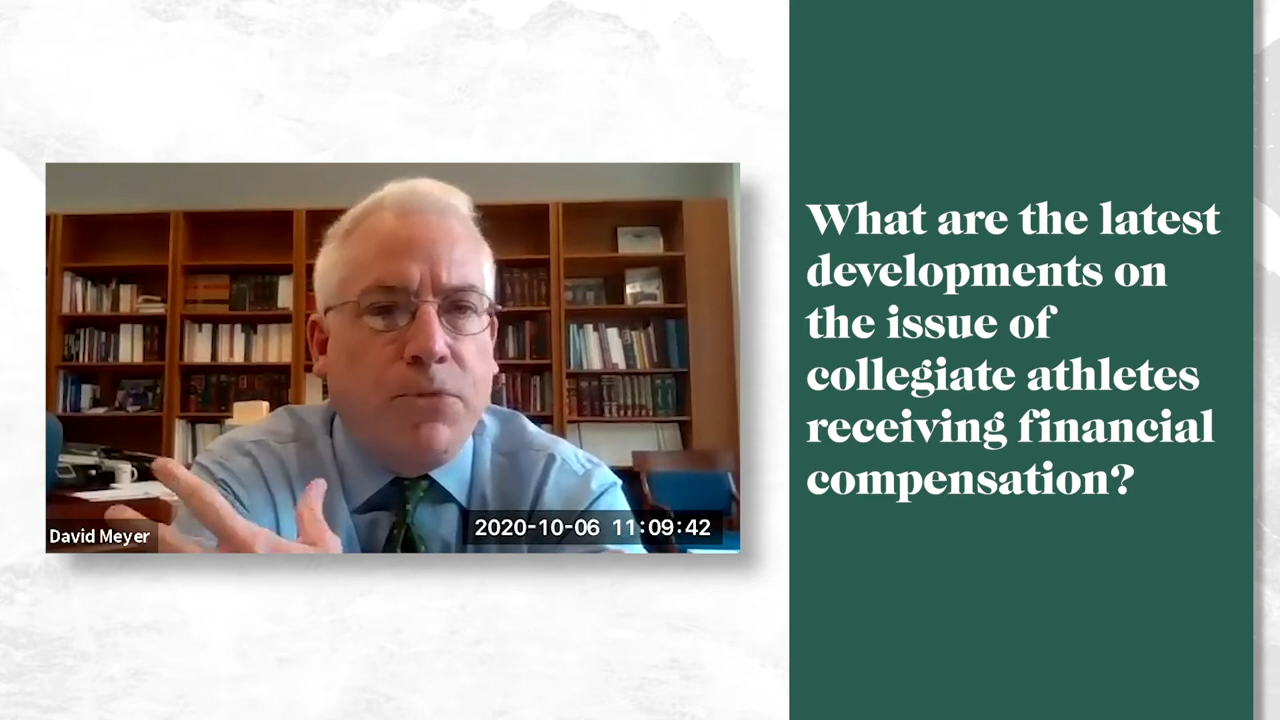 David Meyer
2020-10-06 11:09:42
What are the latest
developments on
the issue of
collegiate athletes
receiving financial
compensation?